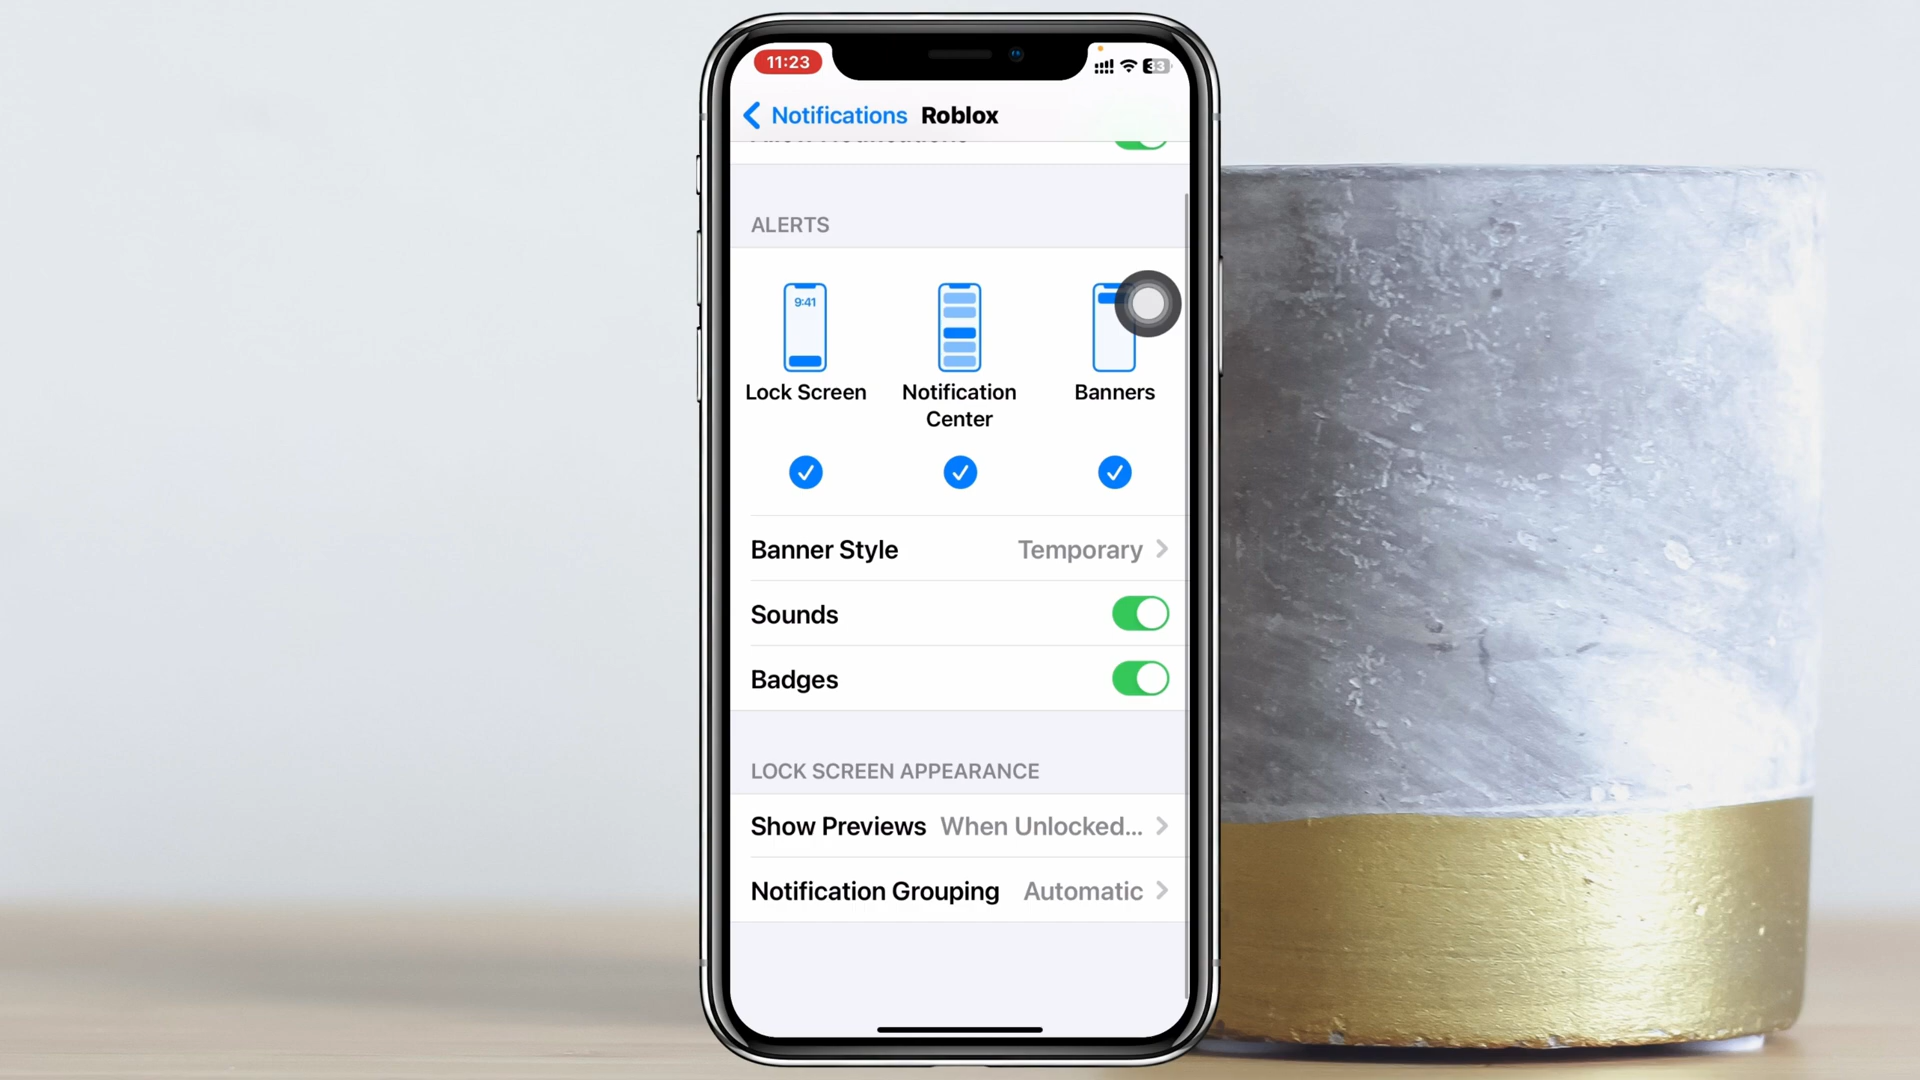 11:23
33
Notifications Roblox
ALERTS
9:41
Lock Screen
Notification
Center
Banners
Banner Style Temporary
Sounds
Badges
LOCK SCREEN APPEARANCE
Show Previews When Unlocked...
Notification Grouping Automatic